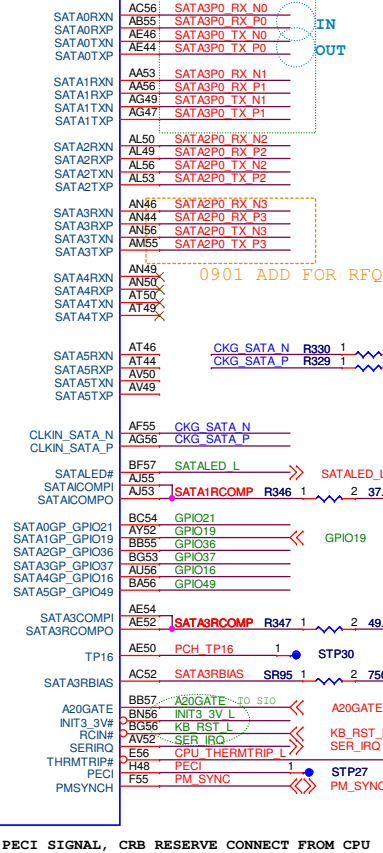 SATA0RXN AC56 SATA3P0_RX_N0
SATA0RXP AB55 SATA3P0_RX_P0 IN
SATA0TXN AE46 SATA3P0_TX_N0
SATA0TXP AE44 SATA3P0_TX_P0 OUT
SATA1RXN AA53 SATA3P0_RX_N1
SATA1RXP AA56 SATA3P0_RX_P1
SATA1TXN AG49 SATA3P0_TX_N1
SATA1TXP AG47 SATA3P0_TX_P1
SATA2RXN AL50 SATA2P0_RX_N2
SATA2RXP AL49 SATA2P0_RX_P2
SATA2TXN AL56 SATA2P0_TX_N2
SATA2TXP AL53 SATA2P0_TX_P2
SATA3RXN AN46 SATA2P0_RX_N3
SATA3RXP AN44 SATA2P0_RX_P3
SATA3TXN AN56 SATA2P0_TX_N3
SATA3TXP AM55 SATA2P0_TX_P3
0901 ADD FOR RFQ
SATA4RXN AN49
SATA4RXP AN50
SATA4TXN AT50
SATA4TXP AT49
SATA5RXN AT46 CKG_SATA_N R330 1
SATA5RXP AT44 CKG_SATA_P R329 1
SATA5TXN AV50
SATA5TXP AV49
CLKIN_SATA_N AF55 CKG_SATA_N
CLKIN_SATA_P AG56 CKG_SATA_P
SATALED# BF57 SATALED_L SATALED_L
SATAICOMPI AJ55
SATAICOMPO AJ53 SATA1RCOMP R346 1 2 37.
SATA0GP_GPIO21 BC54 GPIO21
SATA1GP_GPIO19 AY52 GPIO19 GPIO19
SATA2GP_GPIO36 BB55 GPIO36
SATA3GP_GPIO37 BG53 GPIO37
SATA4GP_GPIO16 AU56 GPIO16
SATA5GP_GPIO49 BA56 GPIO49
SATA3COMPI AE54
SATA3RCOMPO AE52 SATA3RCOMP R347 1 2 49.
TP16 AE50 PCH_TP16 1 STP30
SATA3RBIAS AC52 SATA3RBIAS SR95 1 2 750
A20GATE BB57 A20GATE TO SIO A20GATE
INIT3_3V# BN56 INIT3_3V_L
RCIN# BG56 KB_RST_L KB_RST_L
SERIRQ AV52 SER_IRQ SER_IRQ
THRMTRIP# E56 CPU_THERMTRIP_L
PECI H48 PECI 1 STP27
PMSYNCH F55 PM_SYNC PM_SYNC
PECI SIGNAL, CRB RESERVE CONNECT FROM CPU